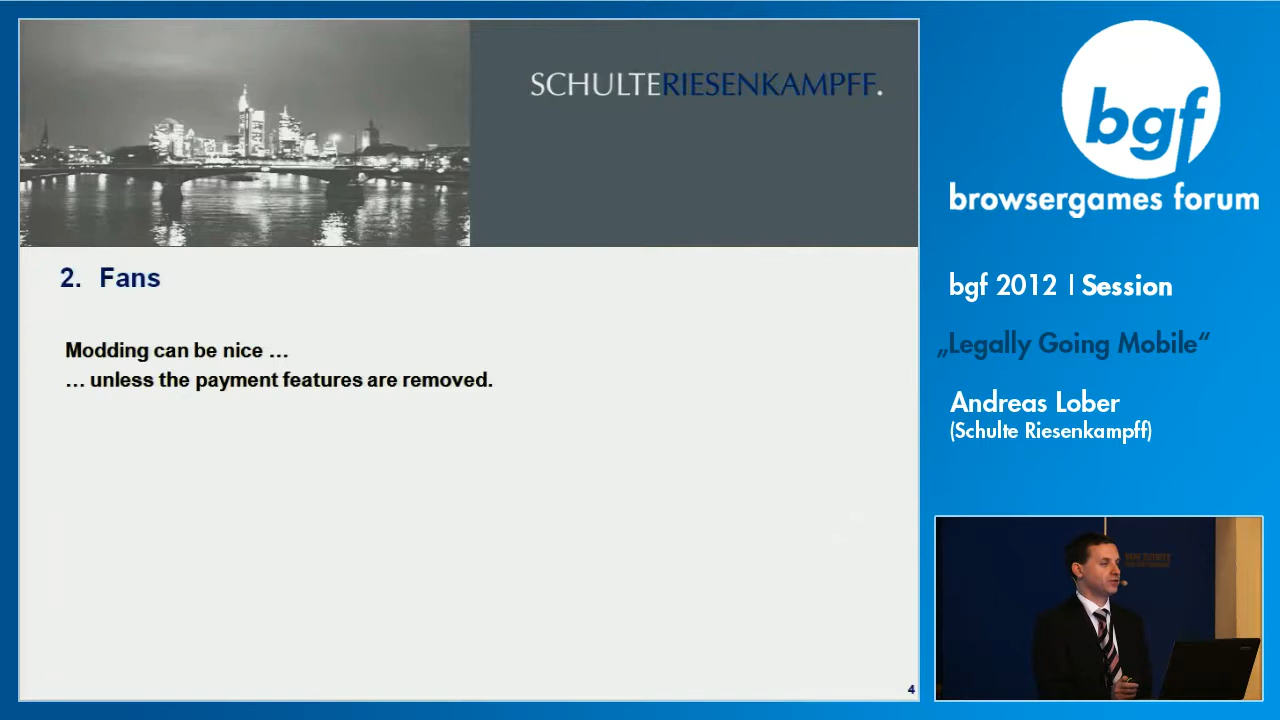 SCHULTERIESENKAMPFF.
2. Fans
Modding can be nice …
… unless the payment features are removed.
4
bgf
browsergames forum
bgf 2012 | Session
„Legally Going Mobile“
Andreas Lober
(Schulte Riesenkampff)